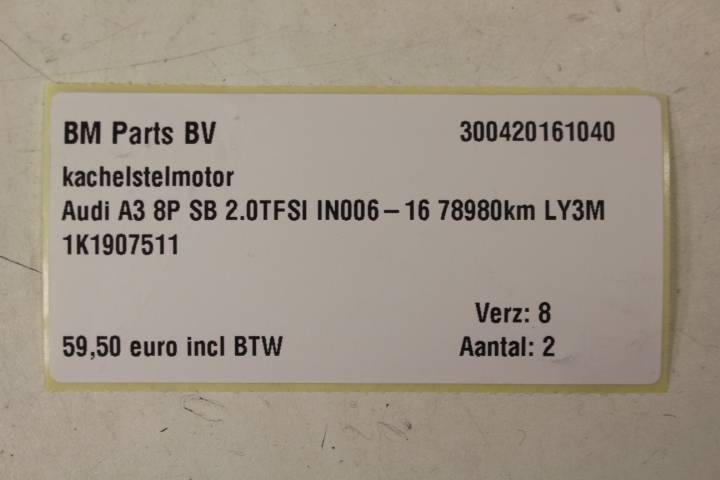 BM Parts BV 300420161040
kachelstelmotor
Audi A3 8P SB 2.0TFSI IN006-16 78980km LY3M
1K1907511
Verz: 8
59,50 euro incl BTW Aantal: 2